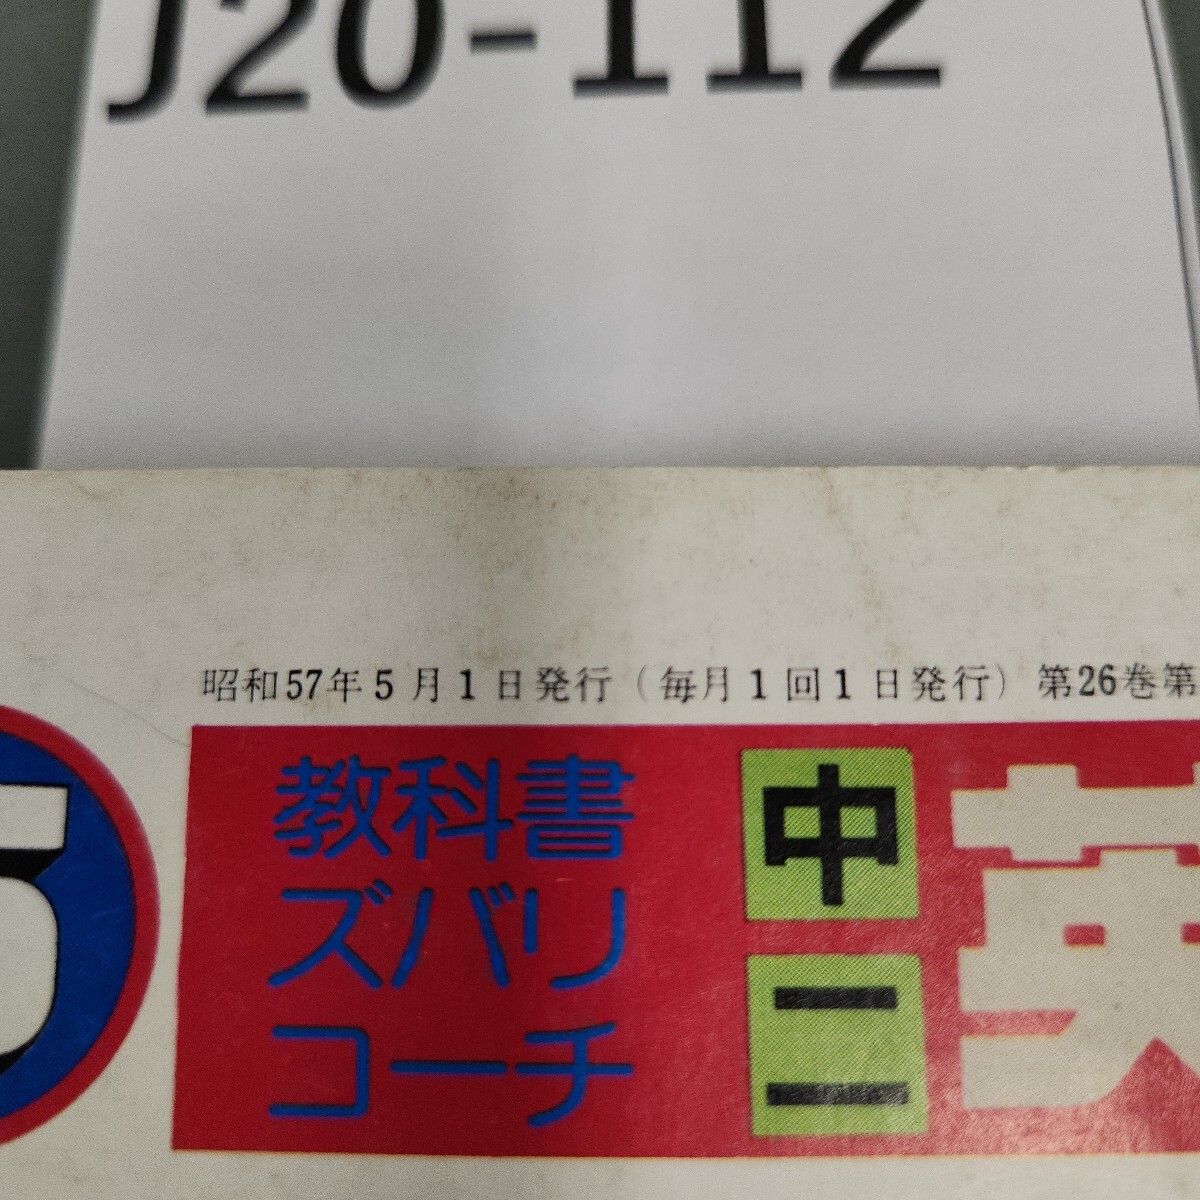 J20-112
昭和57年5月1日発行(毎月1回1日発行)第26巻第
5
教科書
ズバリ
コーチ
中二
英